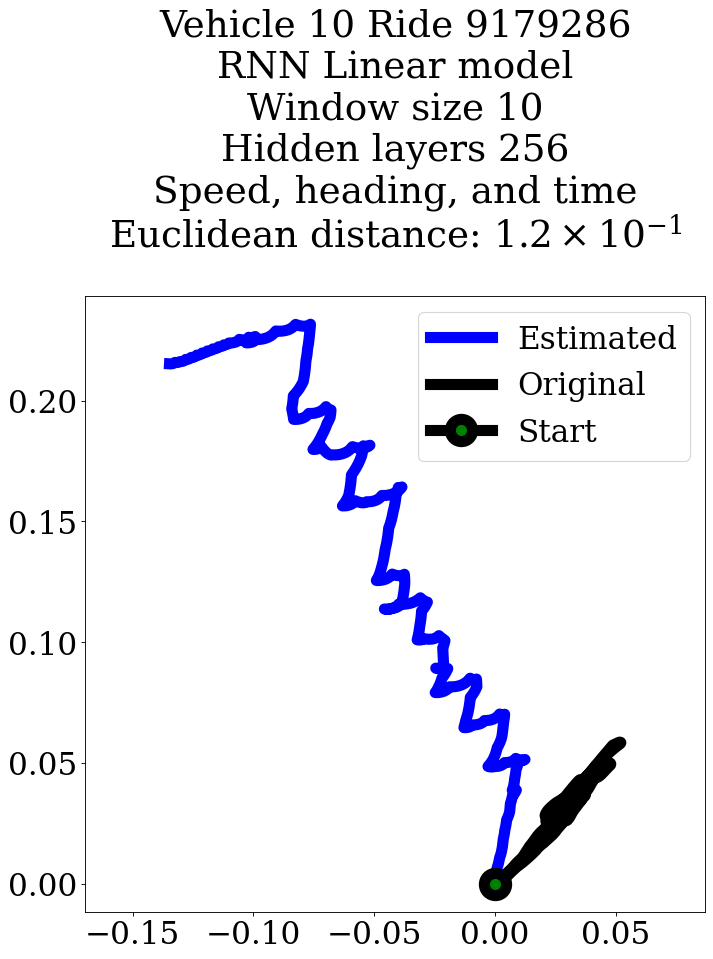 Vehicle 10 Ride 9179286
RNN Linear model
Window size 10
Hidden layers 256
Speed, heading, and time
Euclidean distance: 1.2 × 10⁻¹
Estimated
Original
Start
0.20
0.15
0.10
0.05
0.00
−0.15 −0.10 −0.05 0.00 0.05